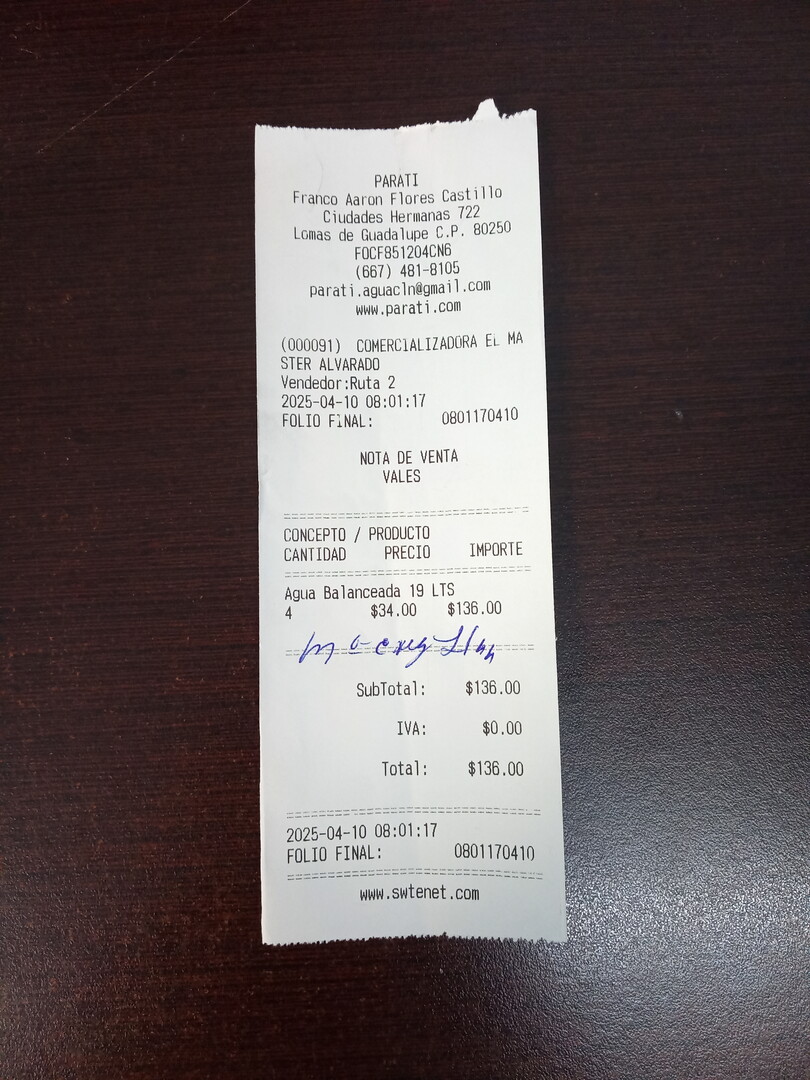 PARATI
Franco Aaron Flores Castillo
Ciudades Hermanas 722
Lomas de Guadalupe C.P. 80250
FOCF851204CN6
(667) 481-8105
parati.aguacln@gmail.com
www.parati.com
(000091) COMERCIALIZADORA EL MA
STER ALVARADO
Vendedor:Ruta 2
2025-04-10 08:01:17
FOLIO FINAL: 0801170410
NOTA DE VENTA
VALES
CONCEPTO / PRODUCTO
CANTIDAD PRECIO IMPORTE
Agua Balanceada 19 LTS
4 $34.00 $136.00
SubTotal: $136.00
IVA: $0.00
Total: $136.00
2025-04-10 08:01:17
FOLIO FINAL: 0801170410
www.swtenet.com